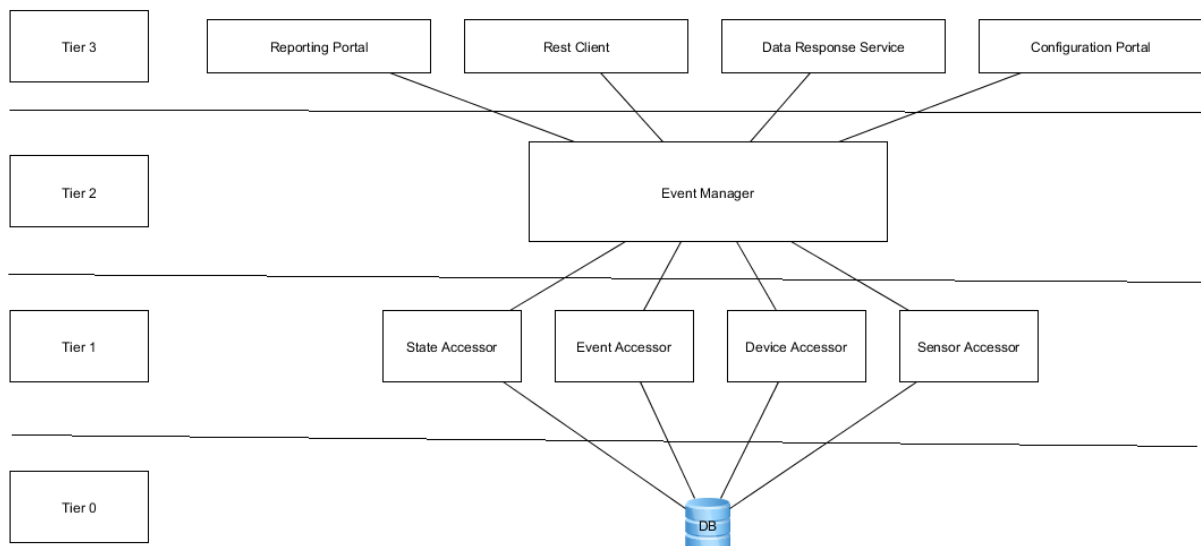 Tier 3
Reporting Portal
Rest Client
Data Response Service
Configuration Portal
Tier 2
Event Manager
Tier 1
State Accessor
Event Accessor
Device Accessor
Sensor Accessor
Tier 0
DB